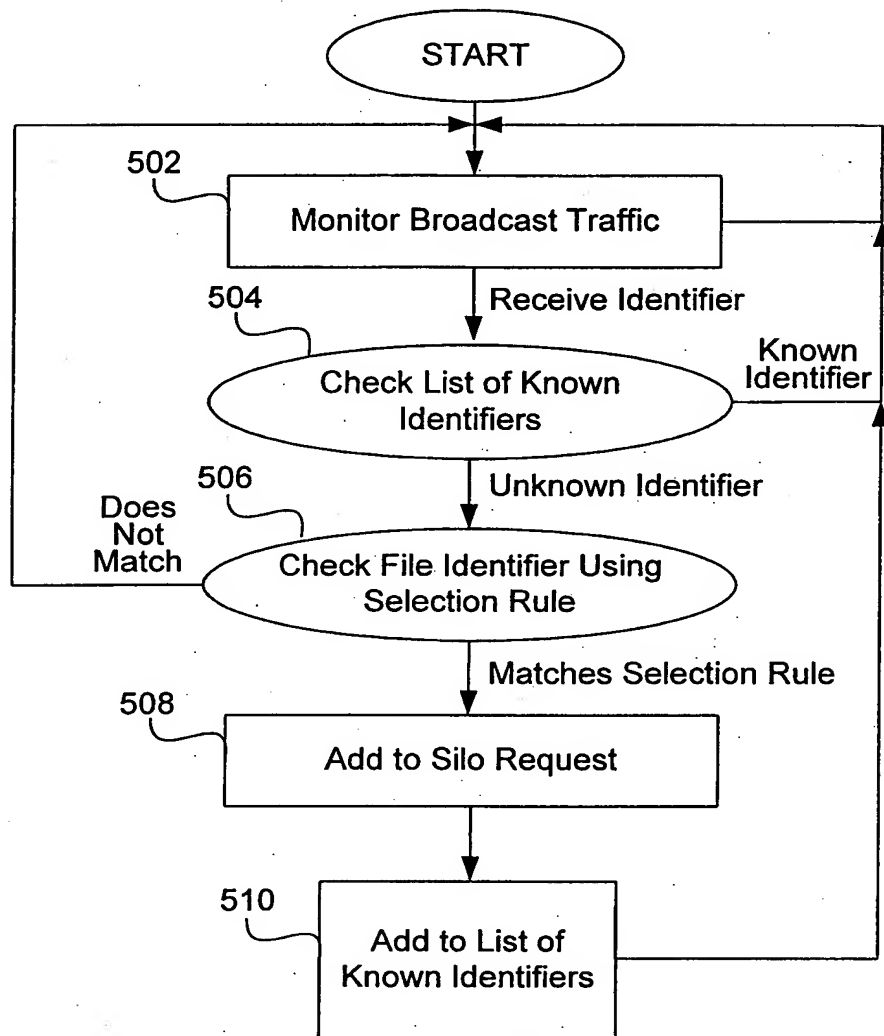 START
502
Monitor Broadcast Traffic
Receive Identifier
504
Check List of Known
Identifiers
Known
Identifier
Unknown Identifier
506
Does
Not
Match
Check File Identifier Using
Selection Rule
Matches Selection Rule
508
Add to Silo Request
510
Add to List of
Known Identifiers